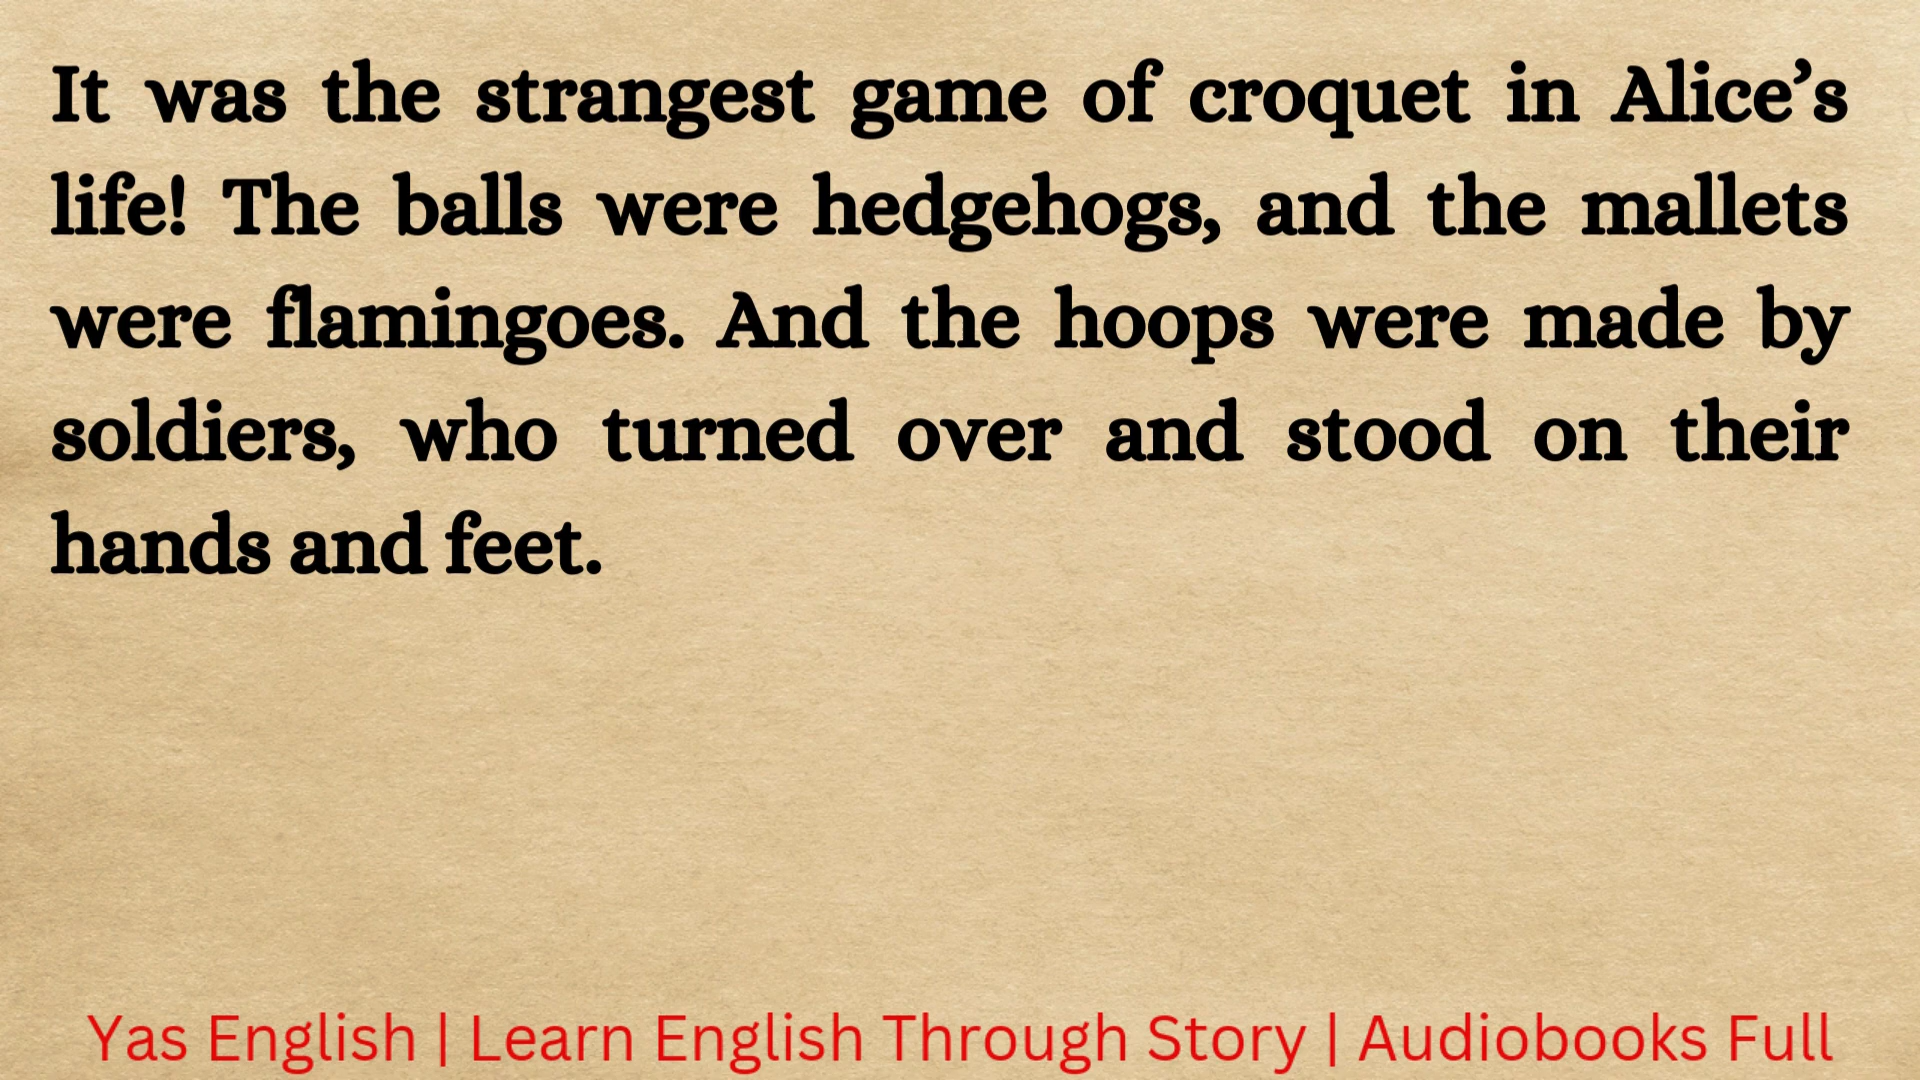 It was the strangest game of croquet in Alice’s
life! The balls were hedgehogs, and the mallets
were flamingoes. And the hoops were made by
soldiers, who turned over and stood on their
hands and feet.
Yas English | Learn English Through Story | Audiobooks Full